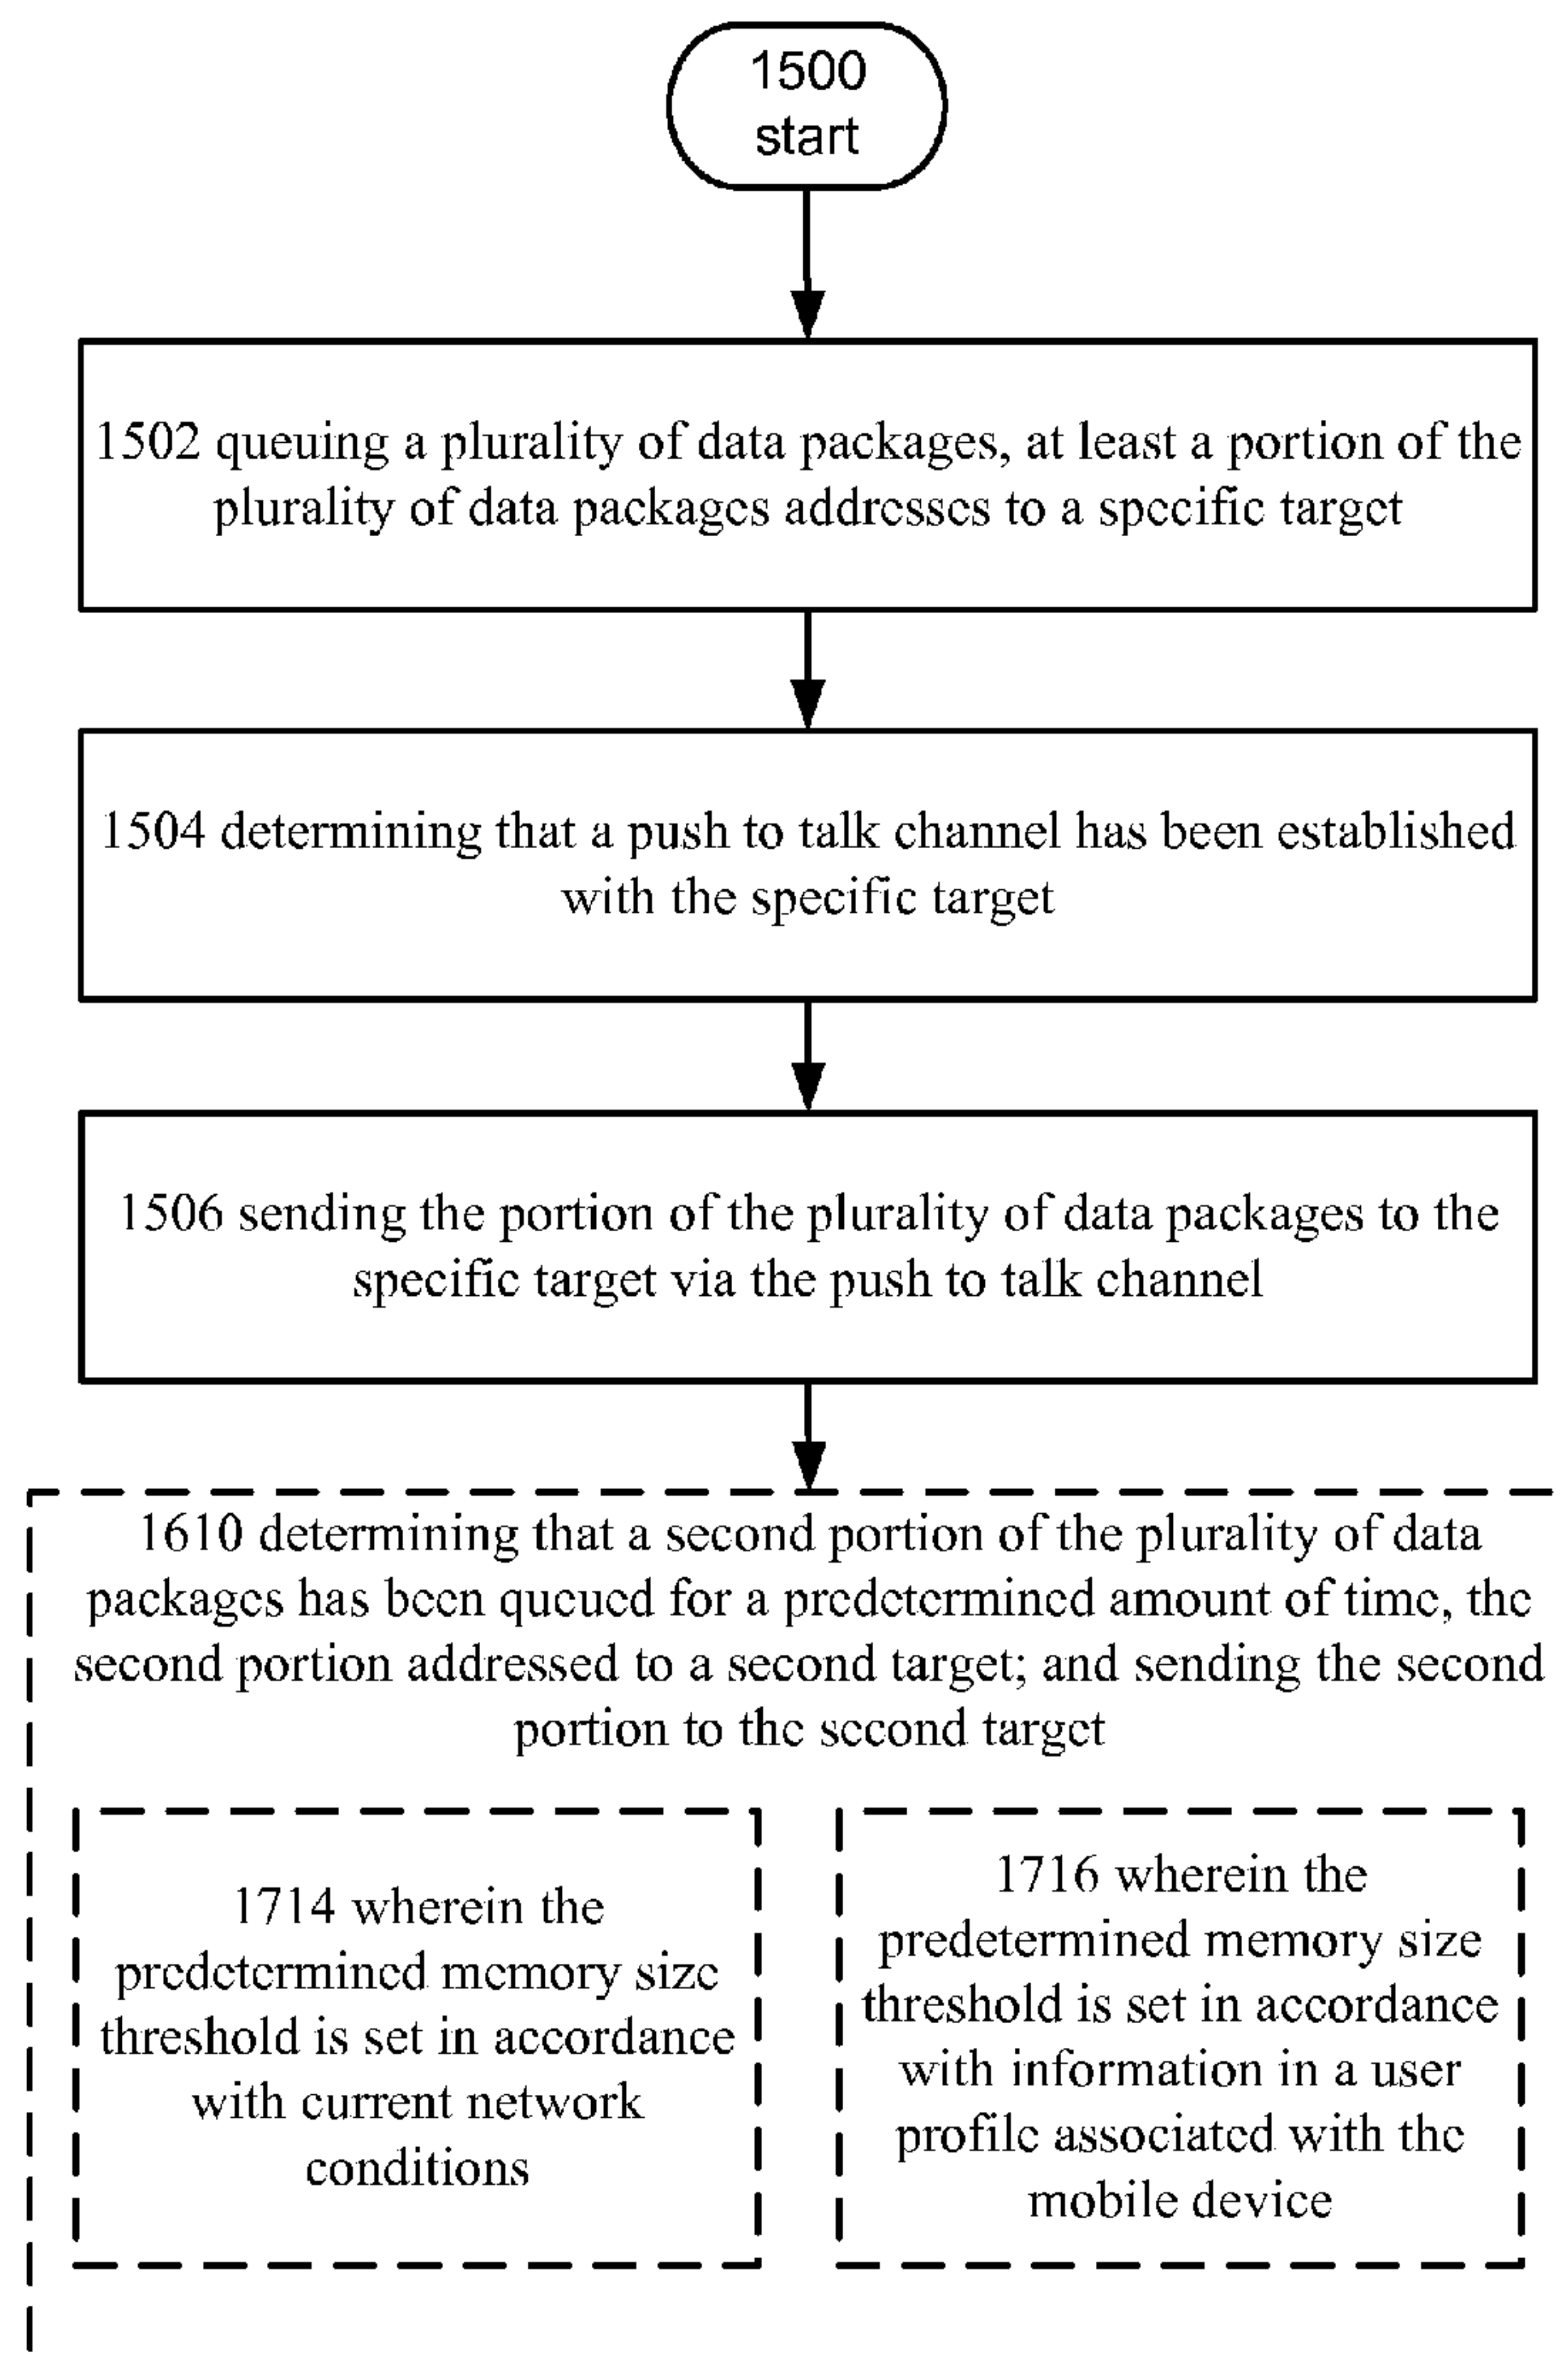 1500
start
1502 queuing a plurality of data packages, at least a portion of the
plurality of data packages addresses to a specific target
1504 determining that a push to talk channel has been established
with the specific target
1506 sending the portion of the plurality of data packages to the
specific target via the push to talk channel
1610 determining that a second portion of the plurality of data
packages has been queued for a predetermined amount of time, the
second portion addressed to a second target; and sending the second
portion to the second target
1714 wherein the
predetermined memory size
threshold is set in accordance
with current network
conditions
1716 wherein the
predetermined memory size
threshold is set in accordance
with information in a user
profile associated with the
mobile device